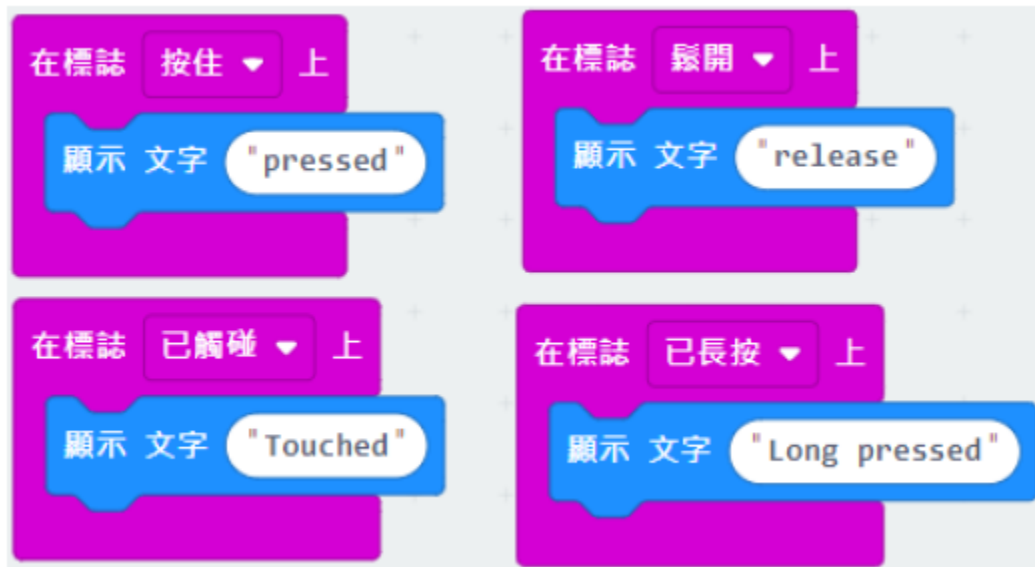 在標誌 按住 上
顯示 文字 "pressed"
在標誌 鬆開 上
顯示 文字 "release"
在標誌 已觸碰 上
顯示 文字 "Touched"
在標誌 已長按 上
顯示 文字 "Long pressed"